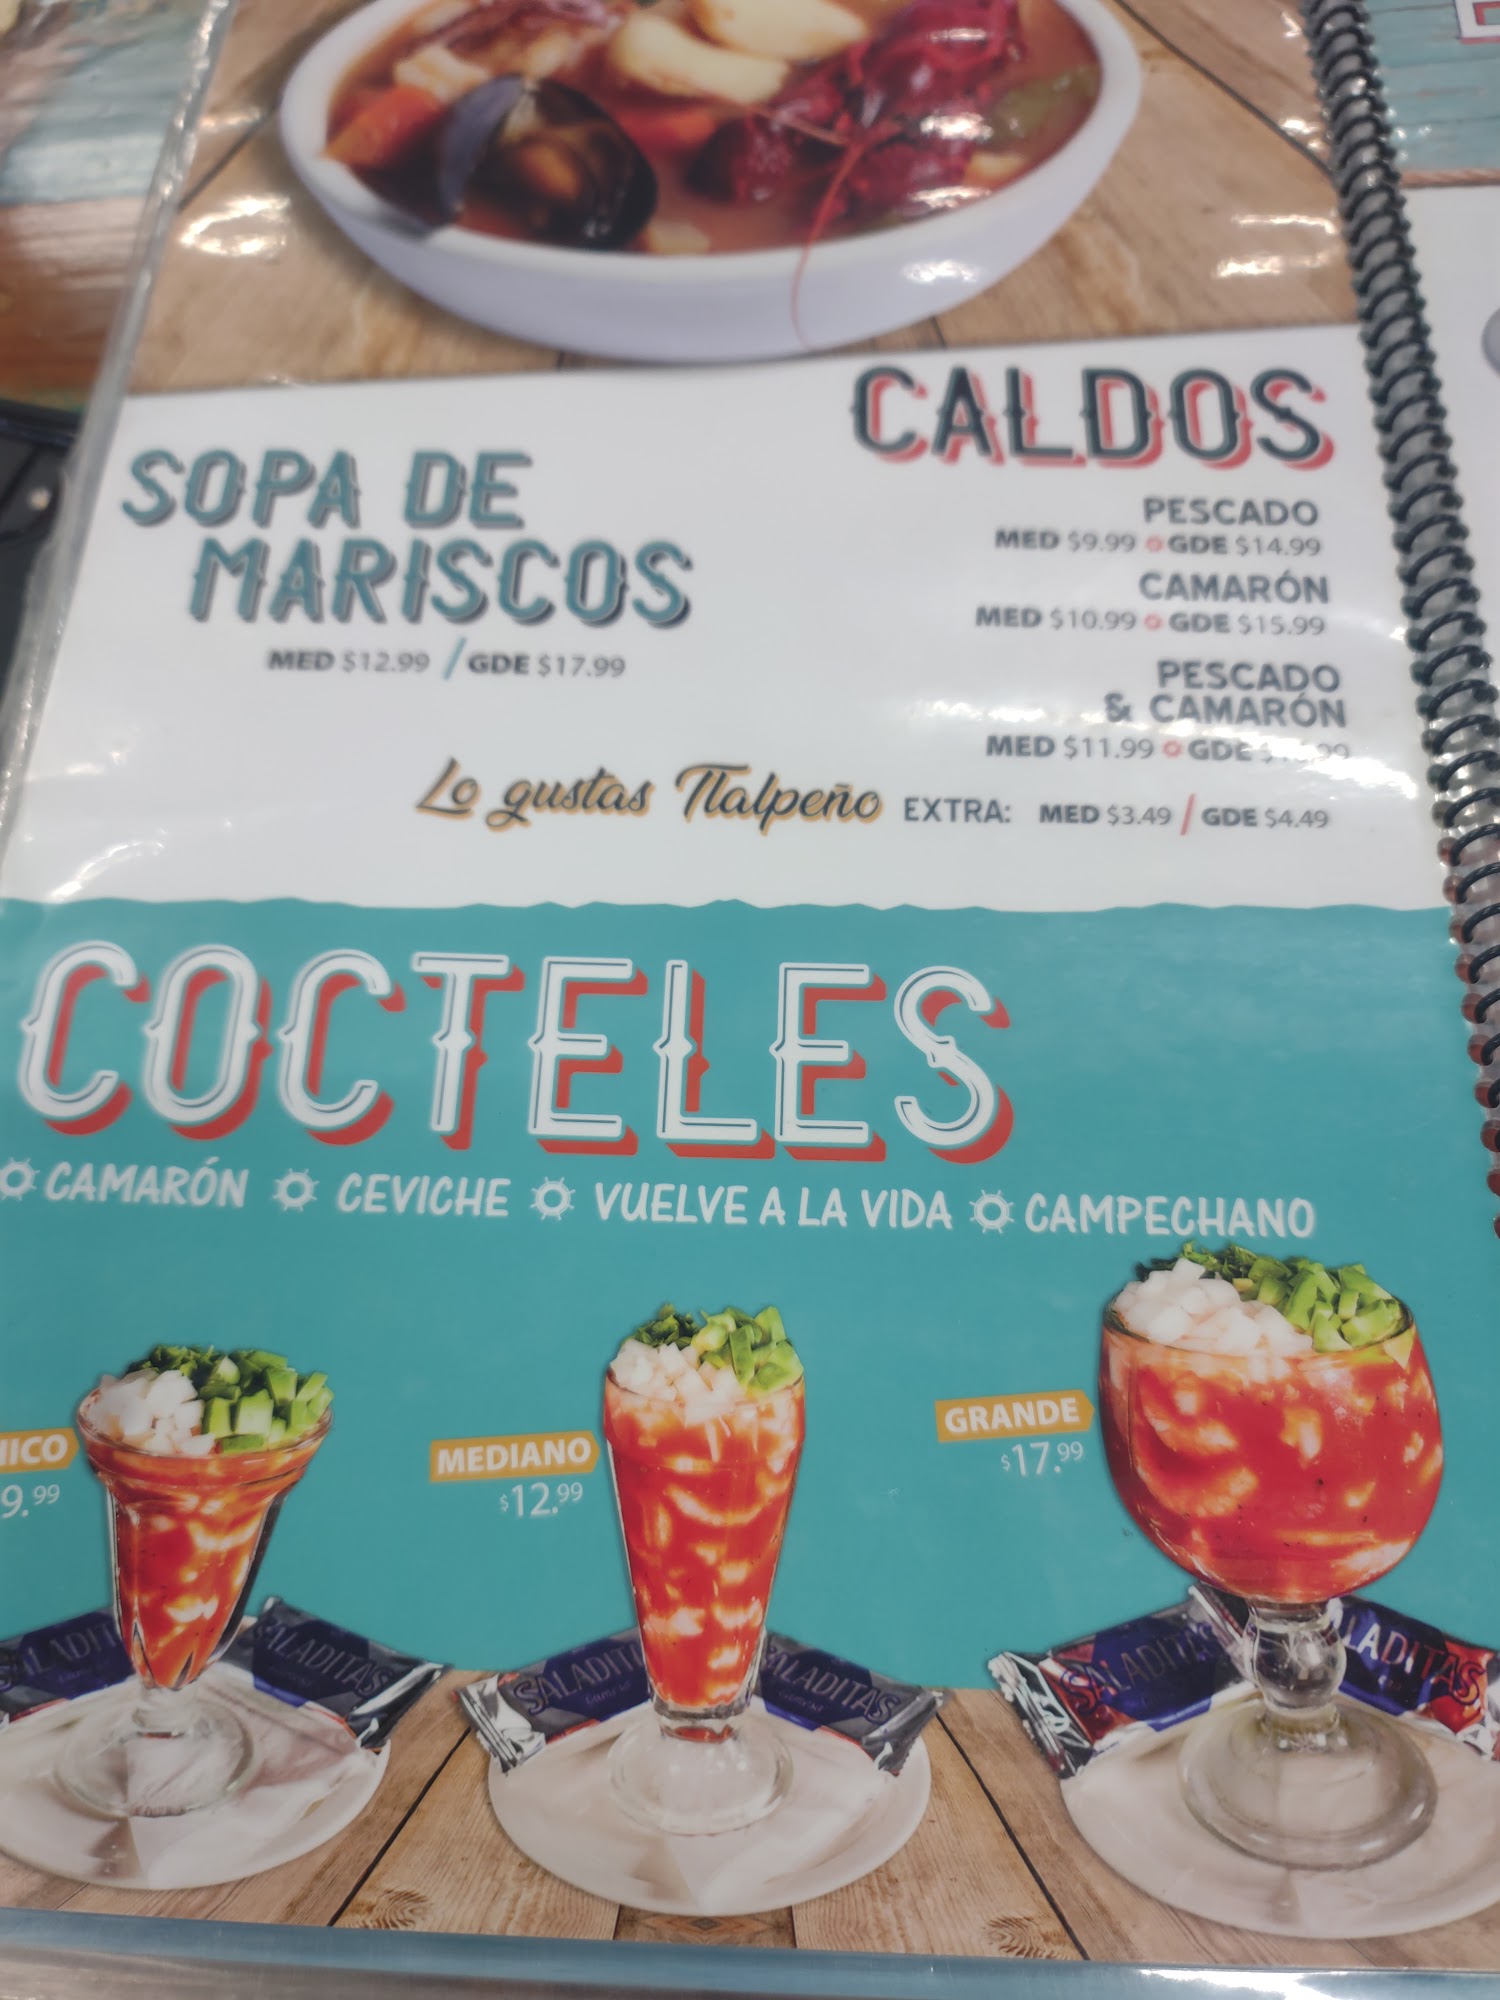 SOPA DE
MARISCOS
MED $12.99 / GDE $17.99
CALDOS
PESCADO
MED $9.99 GDE $14.99
CAMARÓN
MED $10.99 GDE $15.99
PESCADO
& CAMARÓN
MED $11.99 GDE
Lo gustas Tlalpeño EXTRA: MED $3.49 / GDE $4.49
COCTELES
CAMARÓN CEVICHE VUELVE A LA VIDA CAMPECHANO
9.99
MEDIANO
$12.99
GRANDE
$17.99
SALADITAS
SALADITAS
SALADITAS